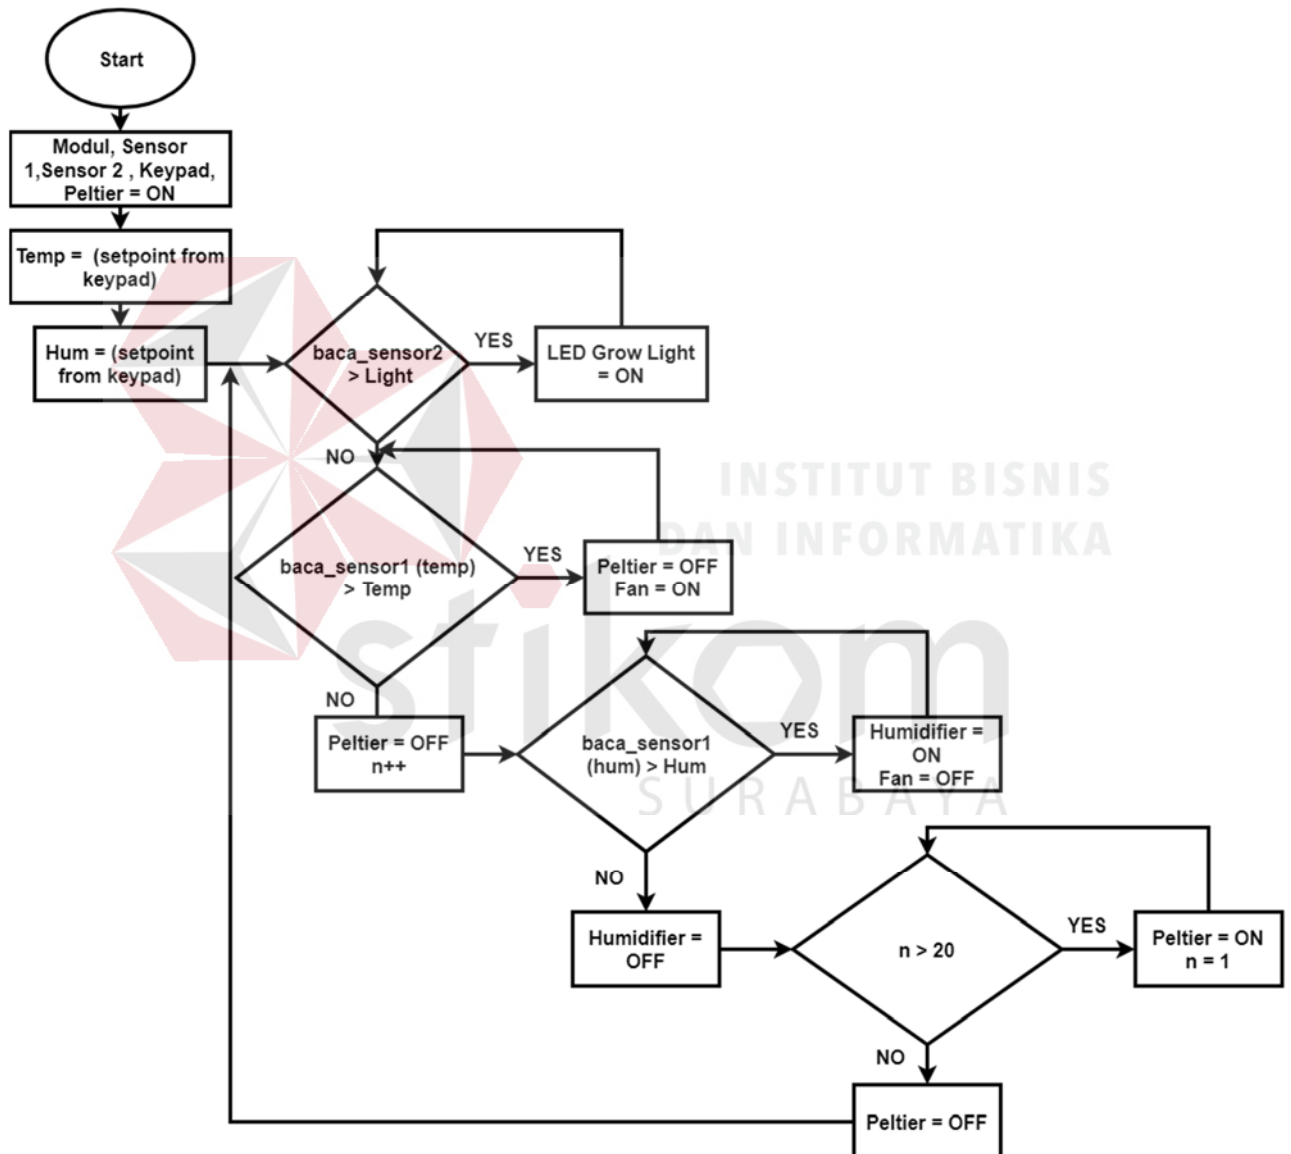 Start
Modul, Sensor
1,Sensor 2 , Keypad,
Peltier = ON
Temp = (setpoint from
keypad)
Hum = (setpoint
from keypad)
baca_sensor2
> Light
YES
LED Grow Light
= ON
NO
INSTITUT BISNIS
DAN INFORMATIKA
baca_sensor1 (temp)
> Temp
YES
Peltier = OFF
Fan = ON
stikom
NO
Peltier = OFF
n++
baca_sensor1
(hum) > Hum
YES
Humidifier =
ON
Fan = OFF
SURABAYA
NO
Humidifier =
OFF
n > 20
YES
Peltier = ON
n = 1
NO
Peltier = OFF